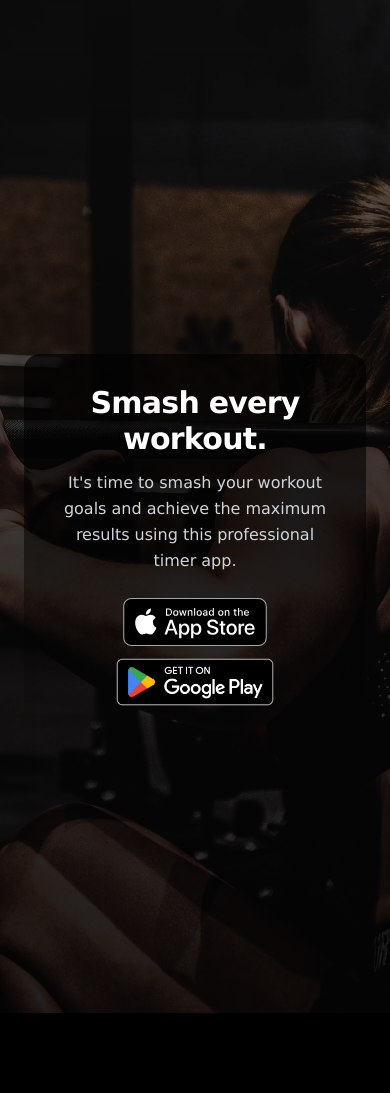 Smash every
workout.
It's time to smash your workout
goals and achieve the maximum
results using this professional
timer app.
Download on the
App Store
GET IT ON
Google Play